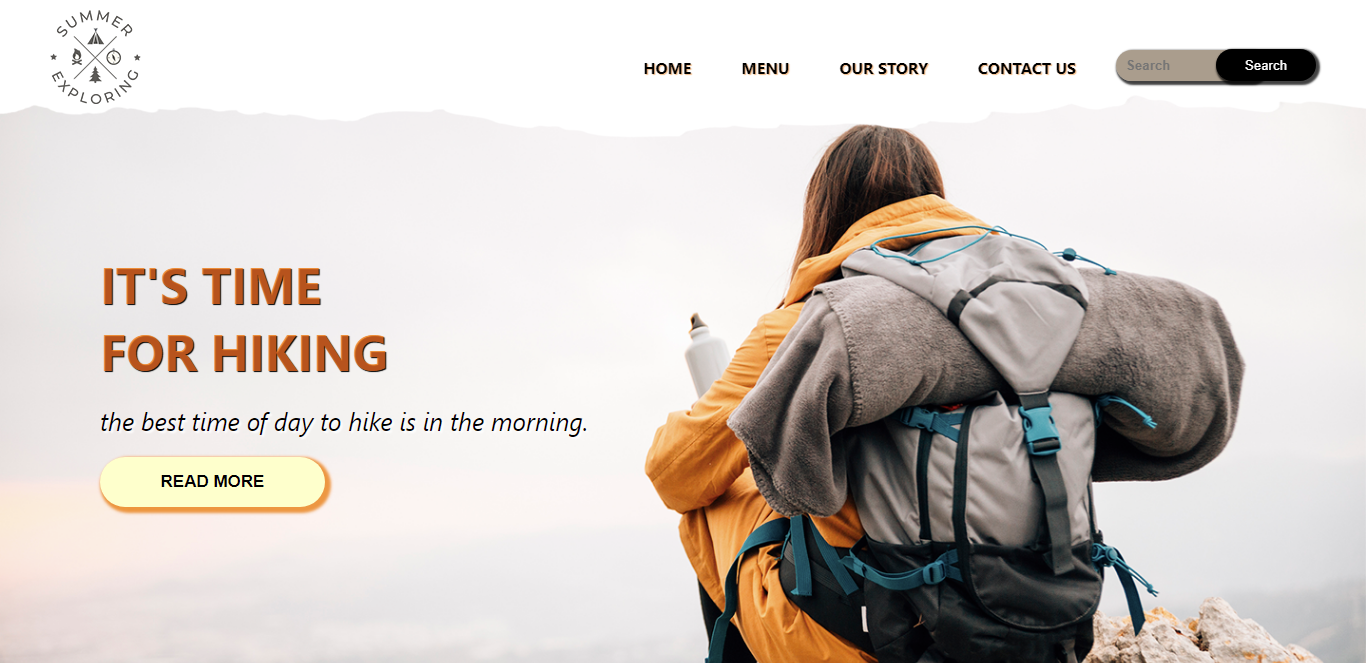 SUMMER
EXPLORING
HOME MENU OUR STORY CONTACT US Search Search
IT'S TIME
FOR HIKING
the best time of day to hike is in the morning.
READ MORE